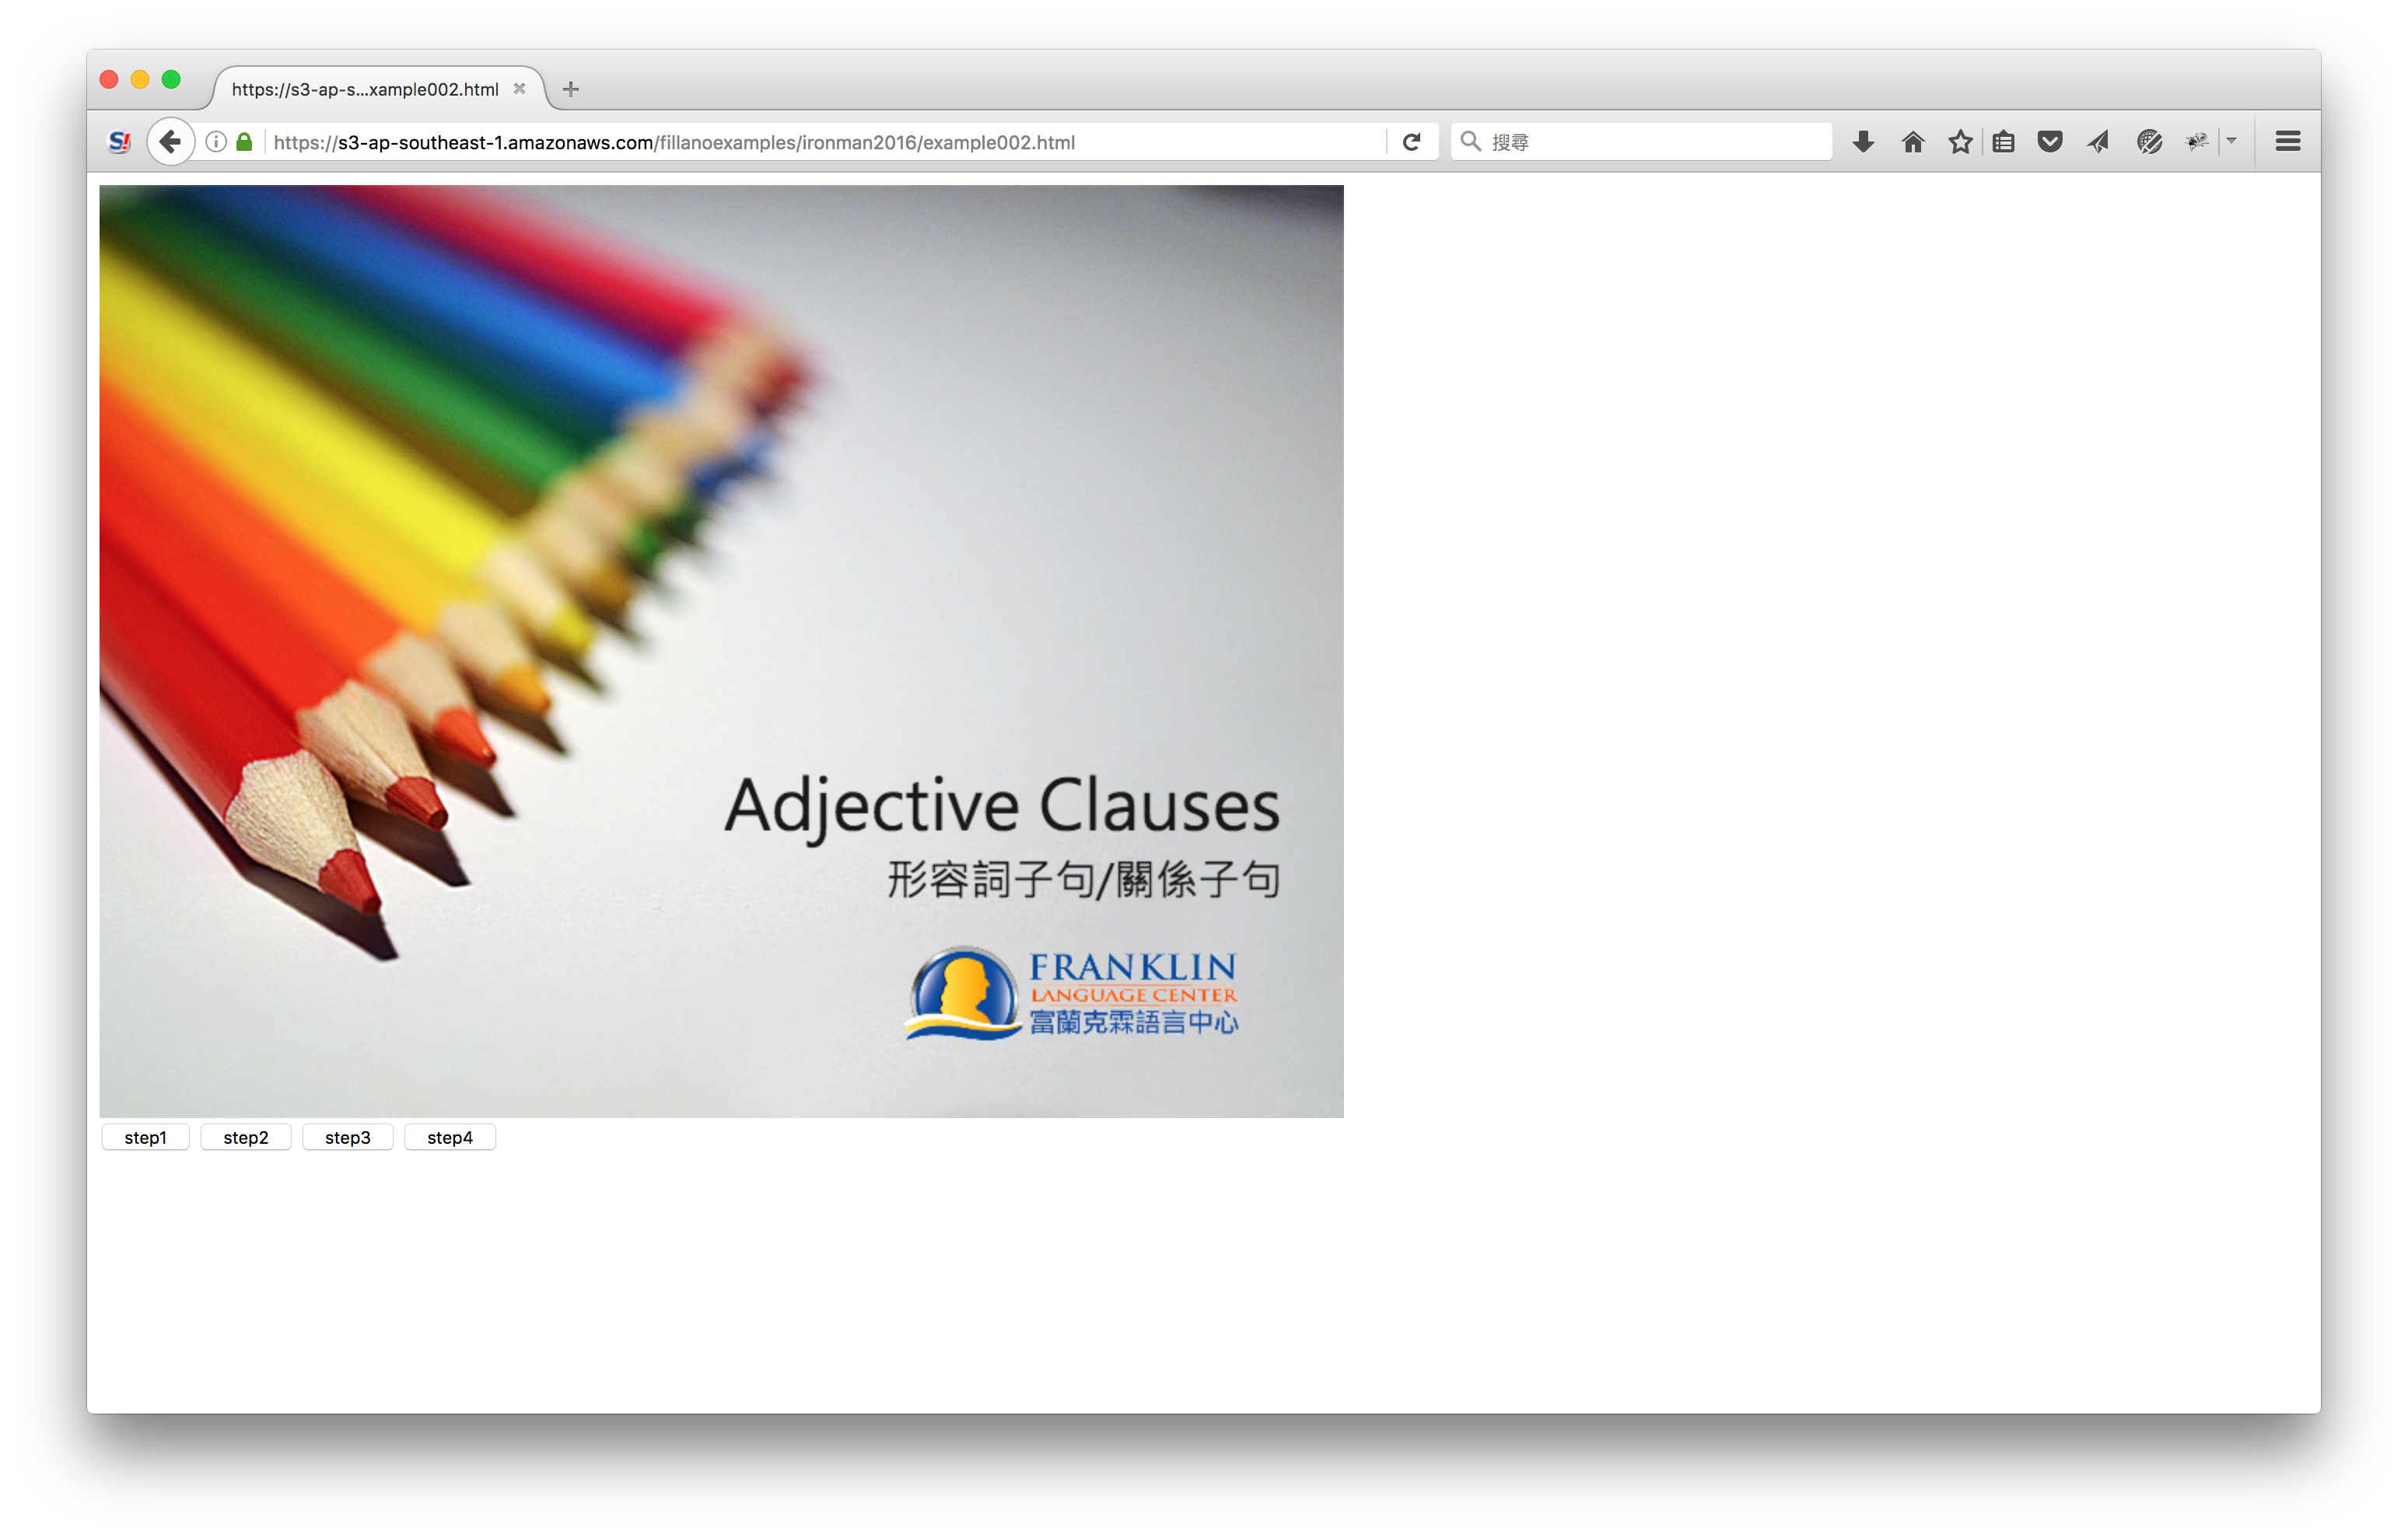 https://s3-ap-s...xample002.html
S!
https://s3-ap-southeast-1.amazonaws.com/fillanoexamples/ironman2016/example002.html
搜尋
Adjective Clauses
形容詞子句/關係子句
FRANKLIN
LANGUAGE CENTER
富蘭克霖語言中心
step1 step2 step3 step4